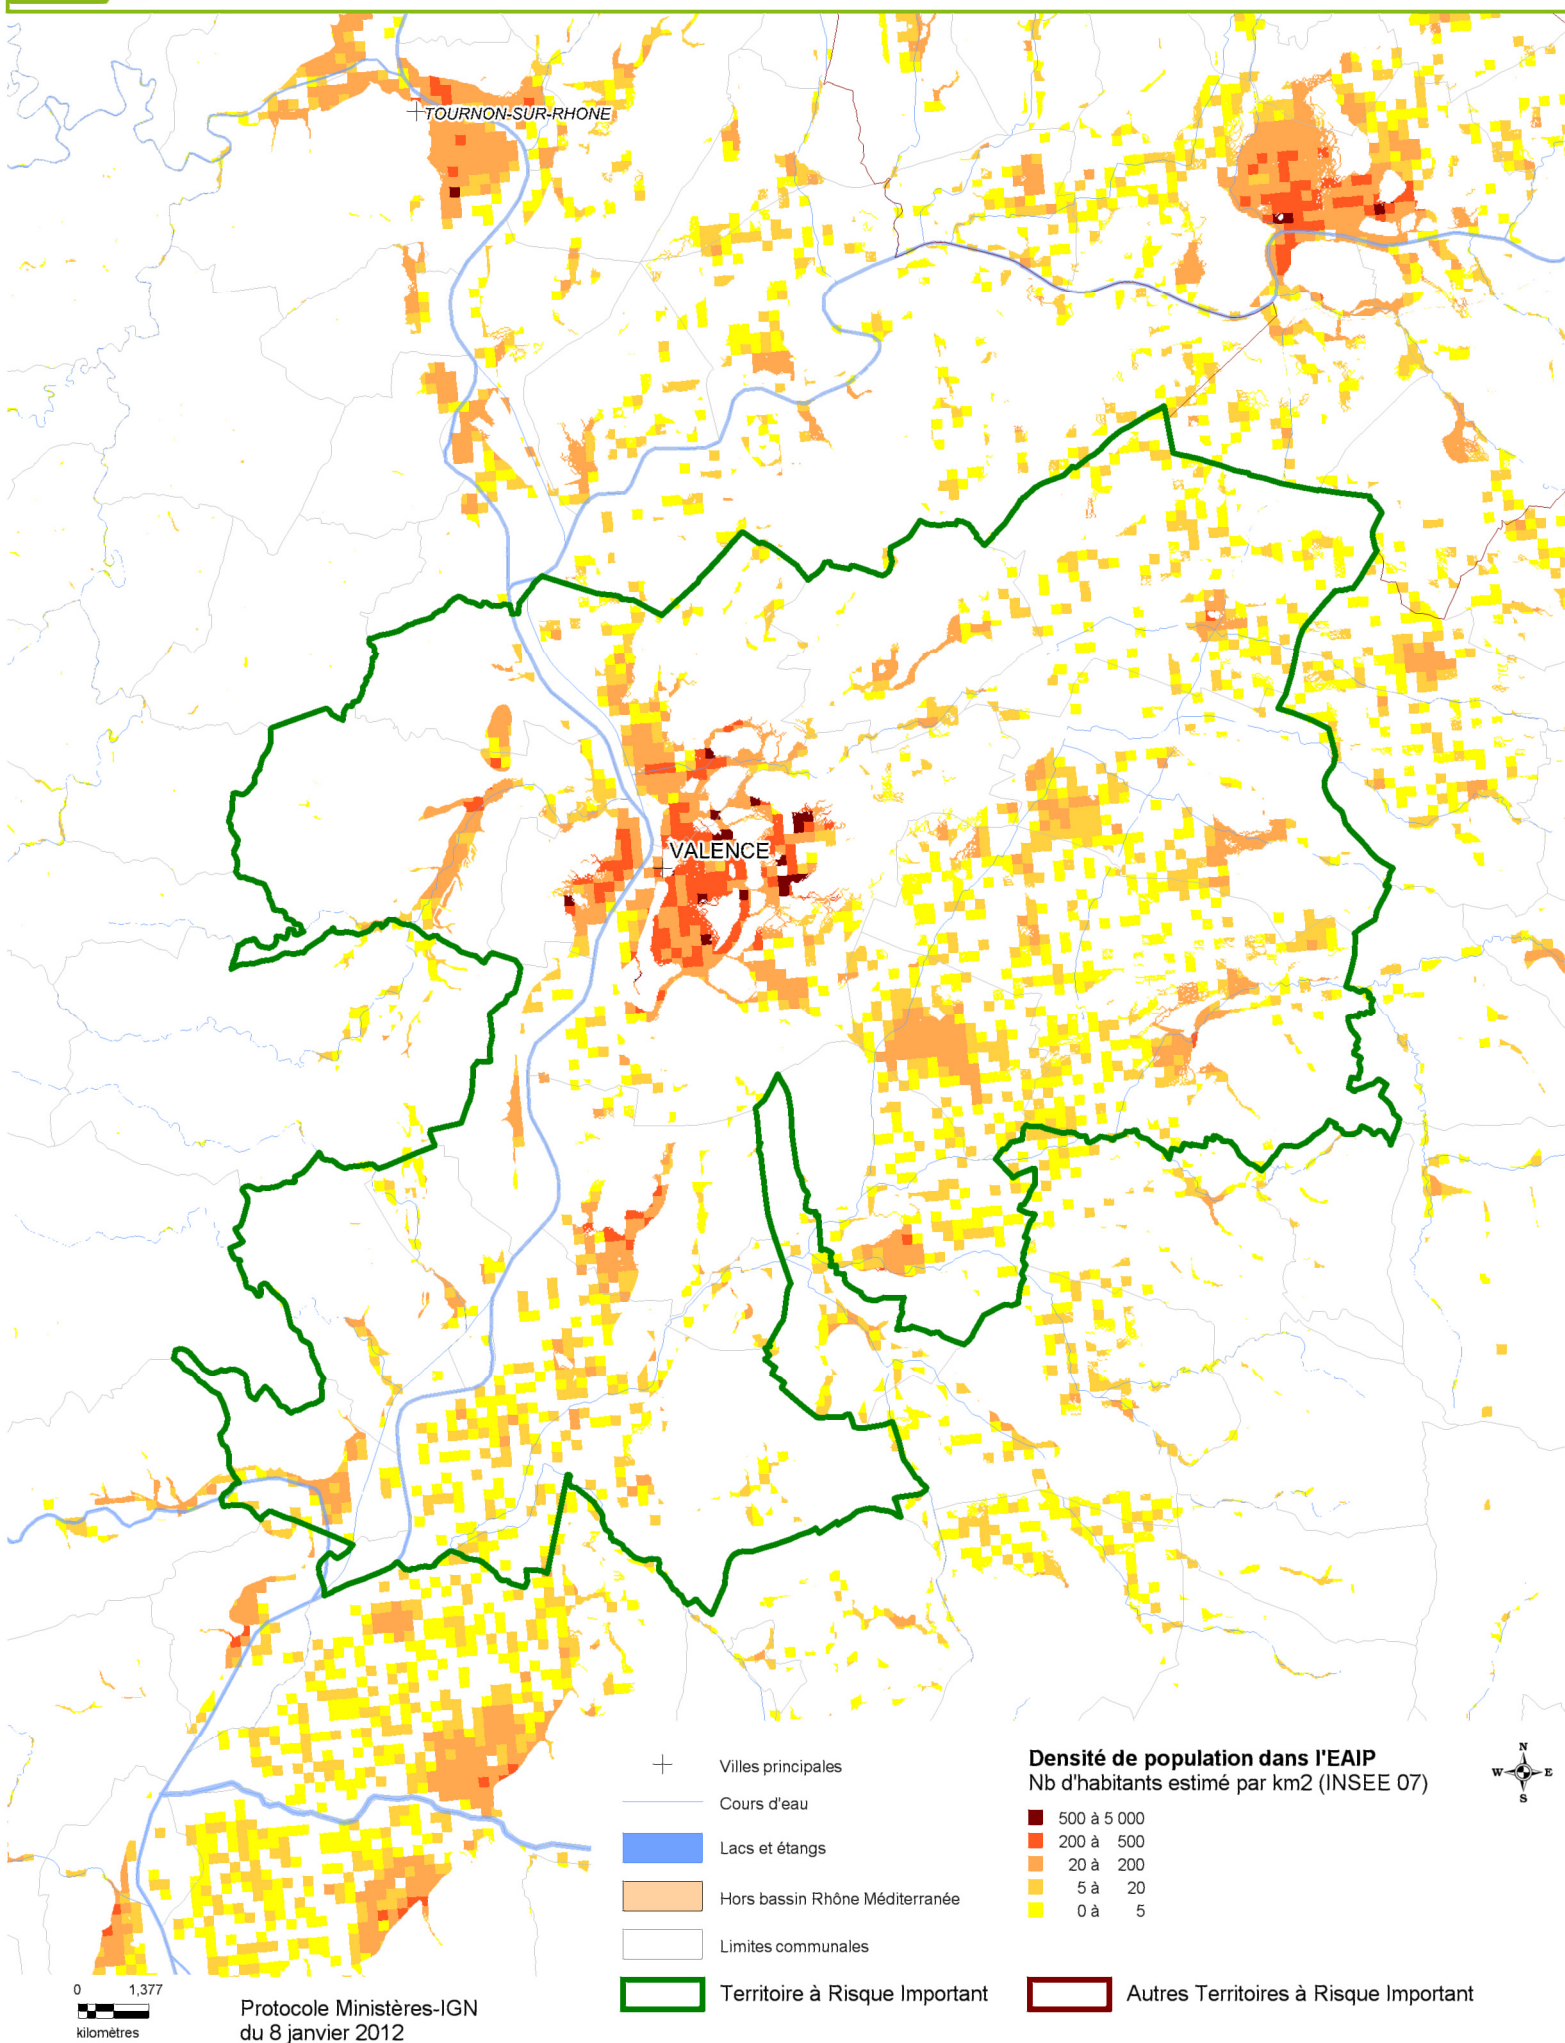 TOURNON-SUR-RHONE
VALENCE
Villes principales
Cours d'eau
Lacs et étangs
Hors bassin Rhône Méditerranée
Limites communales
Territoire à Risque Important
Densité de population dans l'EAIP
Nb d'habitants estimé par km2 (INSEE 07)
500 à 5 000
200 à 500
20 à 200
5 à 20
0 à 5
Autres Territoires à Risque Important
N
W E
S
0 1,377
kilomètres
Protocole Ministères-IGN
du 8 janvier 2012